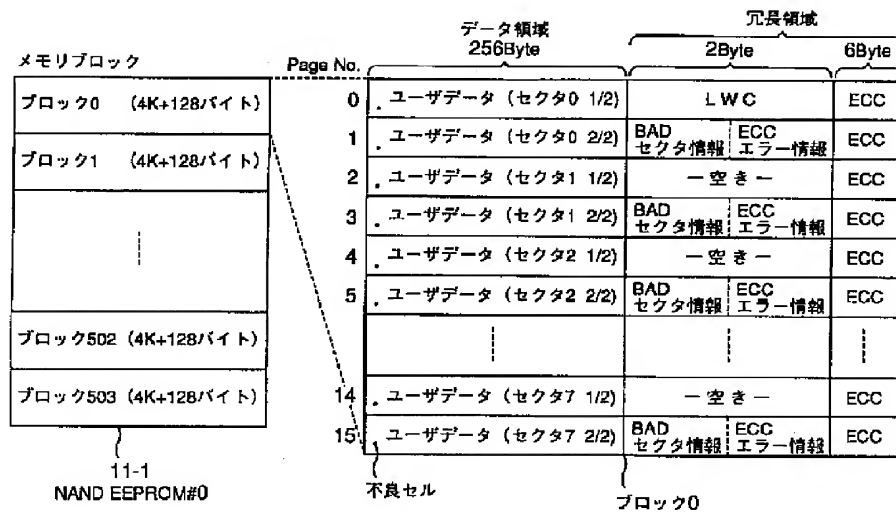 メモリブロック
ブロック0 (4K+128バイト)
ブロック1 (4K+128バイト)
ブロック502 (4K+128バイト)
ブロック503 (4K+128バイト)
11-1
NAND EEPROM#0
データ領域
256Byte
冗長領域
2Byte
6Byte
Page No.
0 ユーザデータ (セクタ0 1/2) LWC ECC
1 ユーザデータ (セクタ0 2/2) BAD セクタ情報 ECC エラー情報 ECC
2 ユーザデータ (セクタ1 1/2) ー空きー ECC
3 ユーザデータ (セクタ1 2/2) BAD セクタ情報 ECC エラー情報 ECC
4 ユーザデータ (セクタ2 1/2) ー空きー ECC
5 ユーザデータ (セクタ2 2/2) BAD セクタ情報 ECC エラー情報 ECC
14 ユーザデータ (セクタ7 1/2) ー空きー ECC
15 ユーザデータ (セクタ7 2/2) BAD セクタ情報 ECC エラー情報 ECC
不良セル
ブロック0